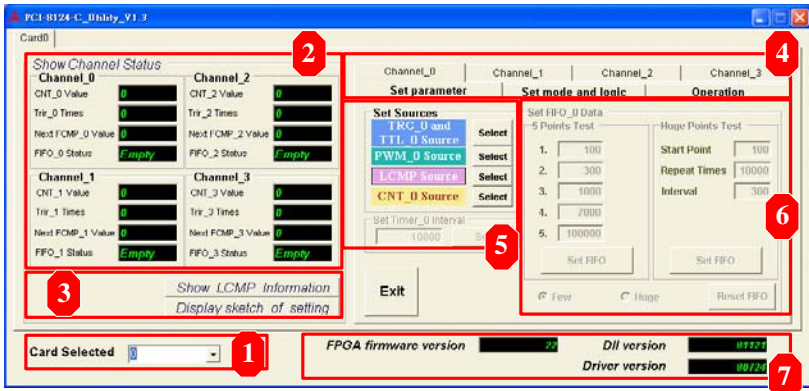 PCI-8124-C_Utility_V1.3
Card0
Show Channel Status
2
Channel_0
CNT_0 Value 0
Trir_0 Times 0
Next FCMP_0 Value 0
FIFO_0 Status Empty
Channel_2
CNT_2 Value 0
Trir_2 Times 0
Next FCMP_2 Value 0
FIFO_2 Status Empty
Channel_1
CNT_1 Value 0
Trir_1 Times 0
Next FCMP_1 Value 0
FIFO_1 Status Empty
Channel_3
CNT_3 Value 0
Trir_3 Times 0
Next FCMP_3 Value 0
FIFO_3 Status Empty
3
Show LCMP Information
Display sketch of setting
Card Selected 0
1
4
Channel_0 Channel_1 Channel_2 Channel_3
Set parameter Set mode and logic Operation
Set Sources
TRG_0 and
TTL_0 Source Select
PWM_0 Source Select
LCMP Source Select
CNT_0 Source Select
Set Timer_0 Interval
10000
5
Exit
Set FIFO_0 Data
5 Points Test
1. 100
2. 300
3. 1000
4. 7000
5. 100000
Set FIFO
Huge Points Test
Start Point 100
Repeat Times 10000
Interval 300
Set FIFO
6
Few Huge Reset FIFO
FPGA firmware version 22
Dll version 81121
Driver version 80724
7